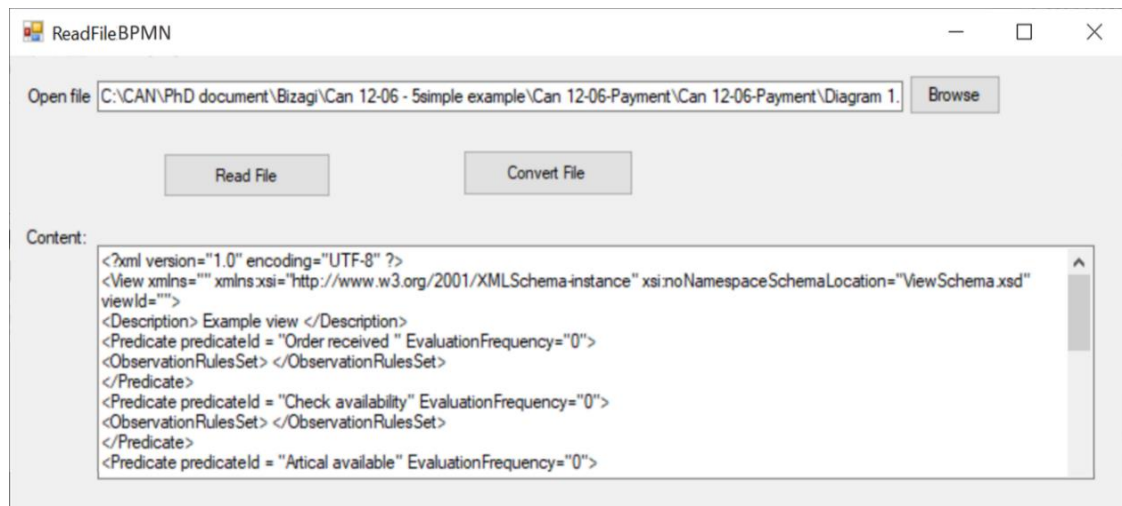 ReadFileBPMN
Open file C:\CAN\PhD document\Bizagi\Can 12-06 - 5simple example\Can 12-06-Payment\Can 12-06-Payment\Diagram 1. Browse
Read File Convert File
Content:
<?xml version="1.0" encoding="UTF-8" ?>
<View xmlns="" xmlns:xsi="http://www.w3.org/2001/XMLSchema-instance" xsi:noNamespaceSchemaLocation="ViewSchema.xsd"
viewId="">
<Description> Example view </Description>
<Predicate predicateId = "Order received " EvaluationFrequency="0">
<ObservationRulesSet> </ObservationRulesSet>
</Predicate>
<Predicate predicateId = "Check availability" EvaluationFrequency="0">
<ObservationRulesSet> </ObservationRulesSet>
</Predicate>
<Predicate predicateId = "Artical available" EvaluationFrequency="0">